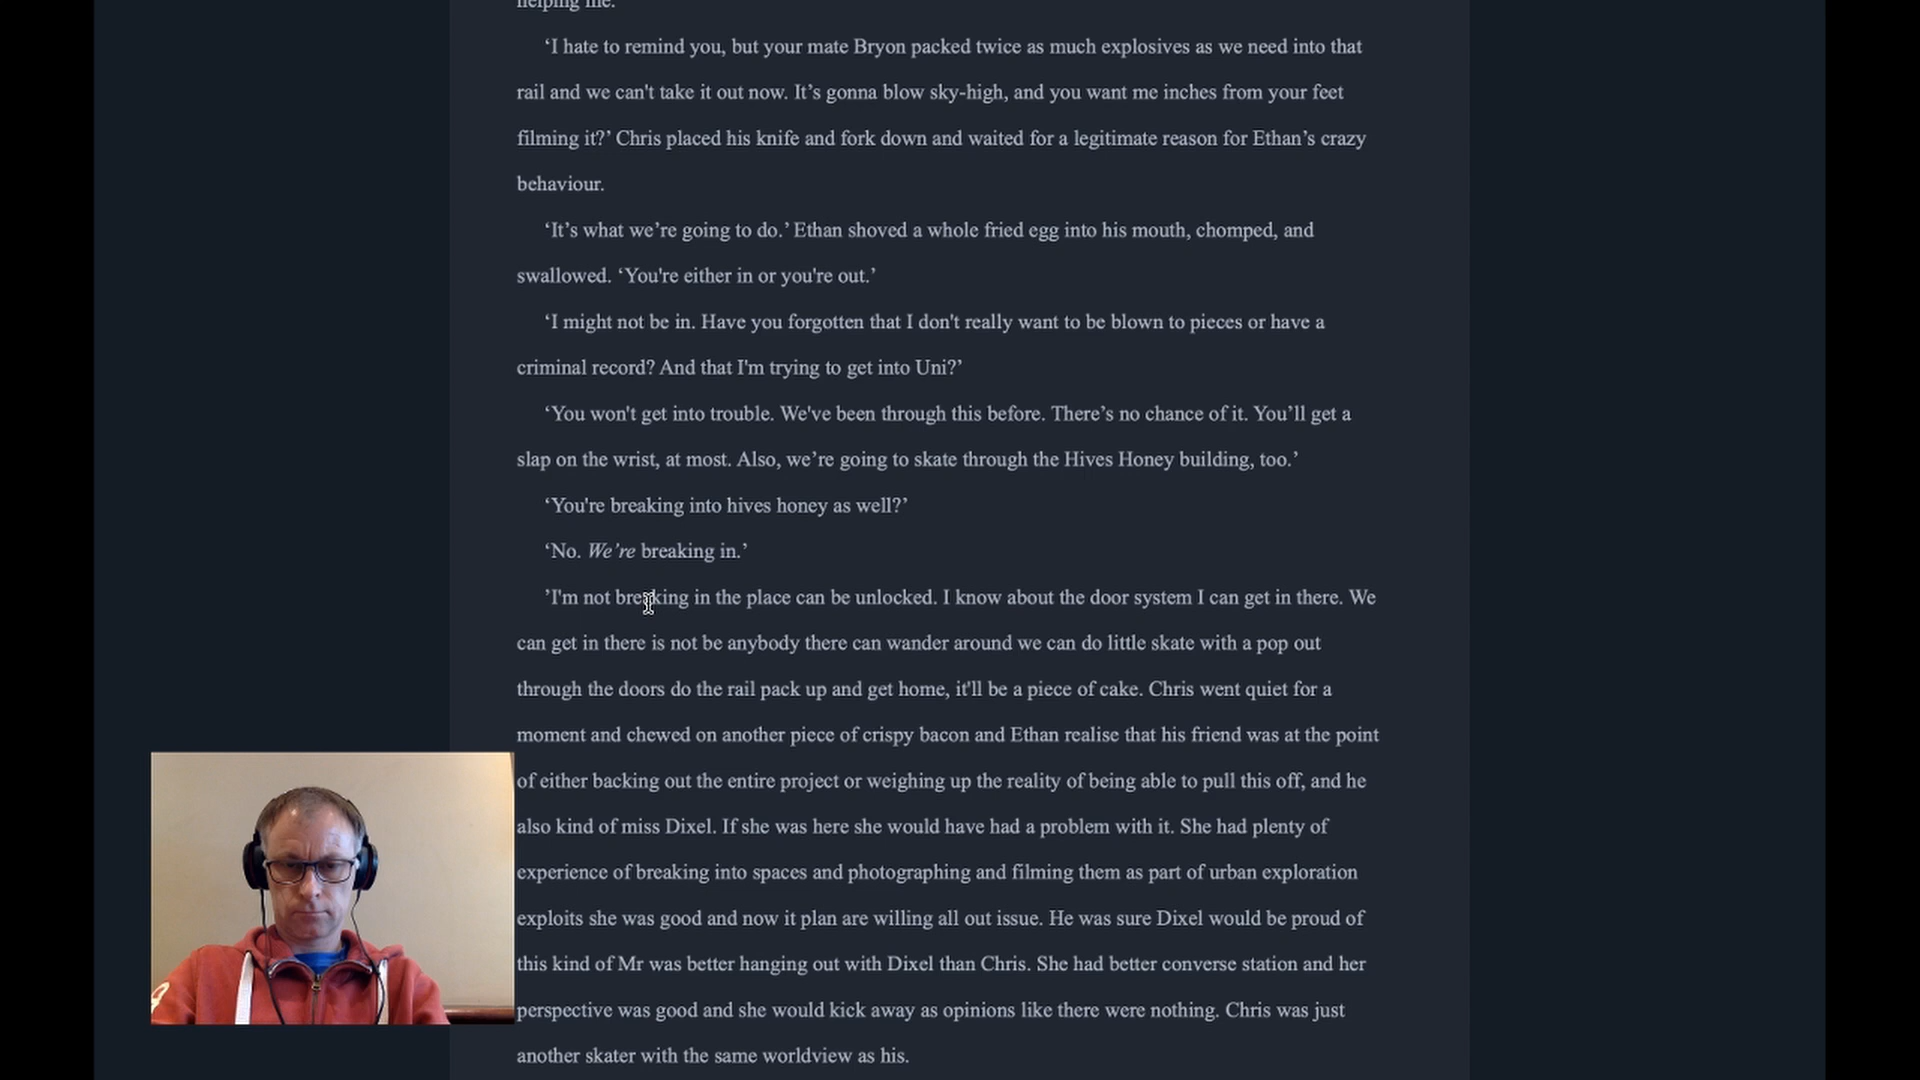 helping me.
‘I hate to remind you, but your mate Bryon packed twice as much explosives as we need into that
rail and we can't take it out now. It’s gonna blow sky-high, and you want me inches from your feet
filming it?’ Chris placed his knife and fork down and waited for a legitimate reason for Ethan’s crazy
behaviour.
‘It’s what we’re going to do.’ Ethan shoved a whole fried egg into his mouth, chomped, and
swallowed. ‘You're either in or you're out.’
‘I might not be in. Have you forgotten that I don't really want to be blown to pieces or have a
criminal record? And that I'm trying to get into Uni?’
‘You won't get into trouble. We've been through this before. There’s no chance of it. You’ll get a
slap on the wrist, at most. Also, we’re going to skate through the Hives Honey building, too.’
‘You're breaking into hives honey as well?’
‘No. We’re breaking in.’
’I'm not breaking in the place can be unlocked. I know about the door system I can get in there. We
can get in there is not be anybody there can wander around we can do little skate with a pop out
through the doors do the rail pack up and get home, it'll be a piece of cake. Chris went quiet for a
moment and chewed on another piece of crispy bacon and Ethan realise that his friend was at the point
of either backing out the entire project or weighing up the reality of being able to pull this off, and he
also kind of miss Dixel. If she was here she would have had a problem with it. She had plenty of
experience of breaking into spaces and photographing and filming them as part of urban exploration
exploits she was good and now it plan are willing all out issue. He was sure Dixel would be proud of
this kind of Mr was better hanging out with Dixel than Chris. She had better converse station and her
perspective was good and she would kick away as opinions like there were nothing. Chris was just
another skater with the same worldview as his.